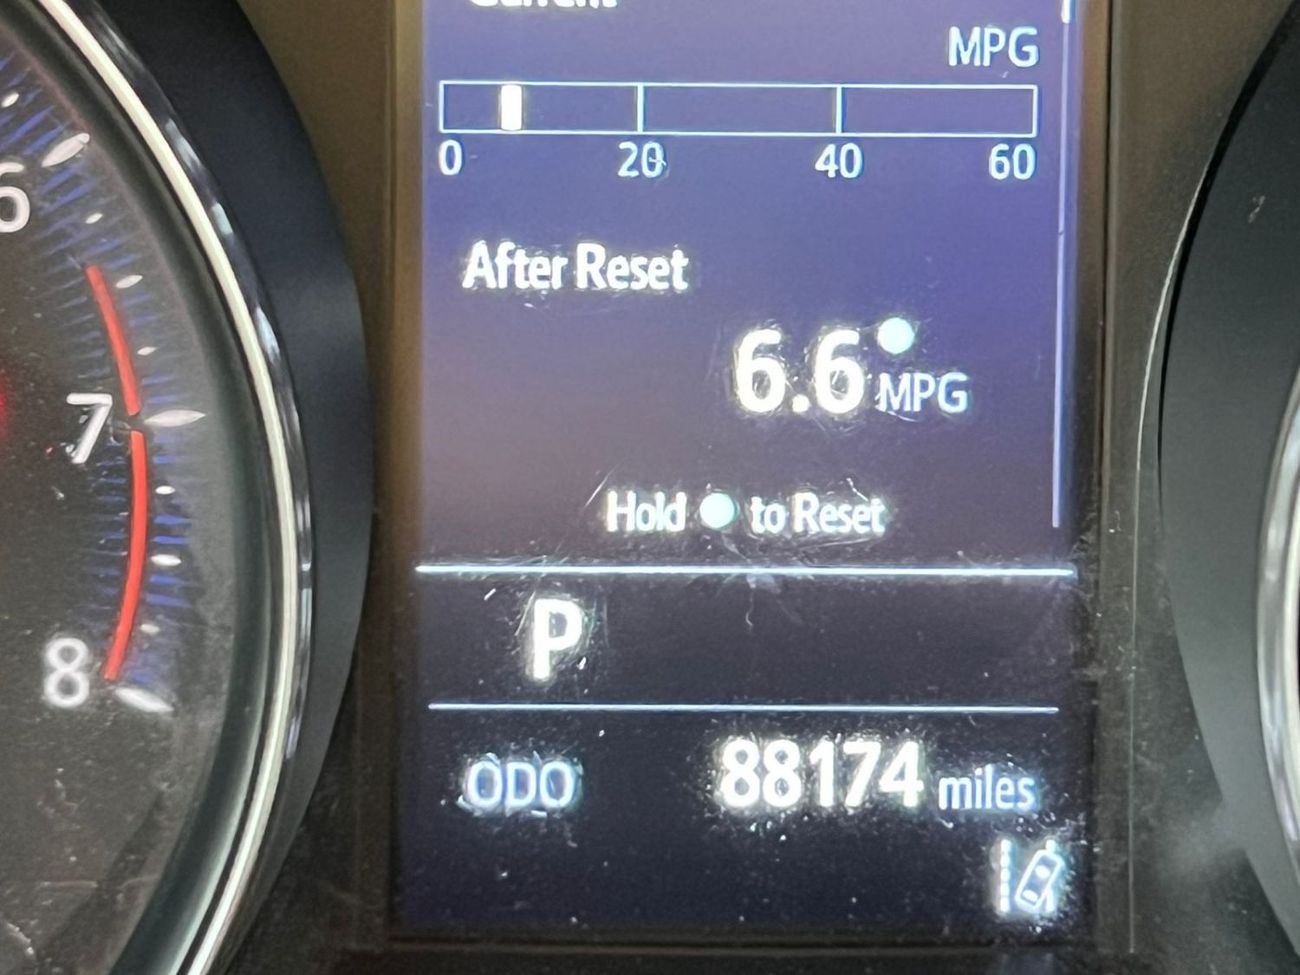 Current
MPG
0 20 40 60
After Reset
6.6 MPG
Hold to Reset
P
ODO 88174 miles
6
7
8